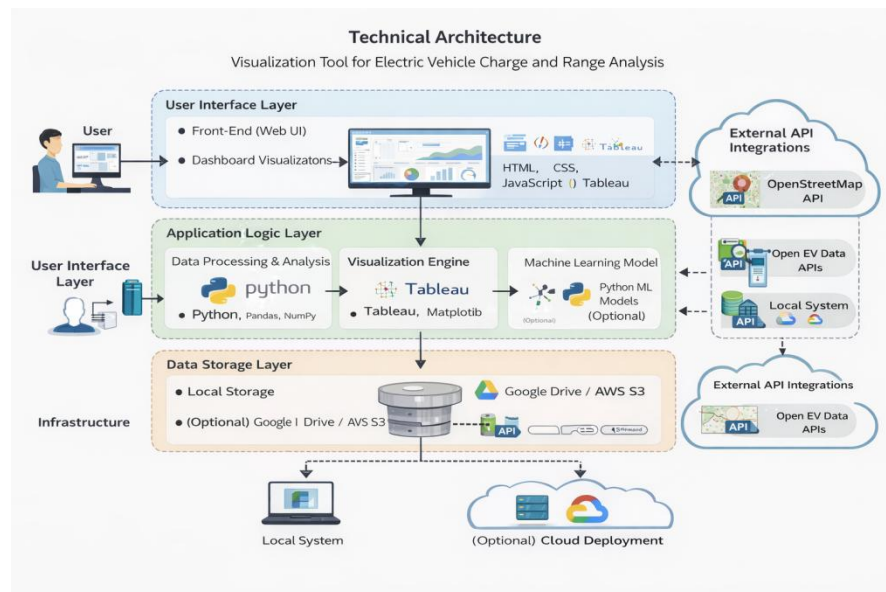 Technical Architecture
Visualization Tool for Electric Vehicle Charge and Range Analysis
User Interface Layer
User
• Front-End (Web UI)
• Dashboard Visualizatons
Tableau
HTML, CSS,
JavaScript () Tableau
External API
Integrations
API
OpenStreetMap
API
Application Logic Layer
User Interface
Layer
Data Processing & Analysis
python
• Python, Pandas, NumPy
Visualization Engine
Tableau
• Tableau, Matplotib
Machine Learning Model
(Optional)
Python ML
Models
(Optional)
API
Open EV Data
APIs
API
Local System
Data Storage Layer
• Local Storage
Google Drive / AWS S3
• (Optional) Google | Drive / AVS S3
API
Infrastructure
External API Integrations
API
Open EV Data
APIs
Local System
(Optional) Cloud Deployment